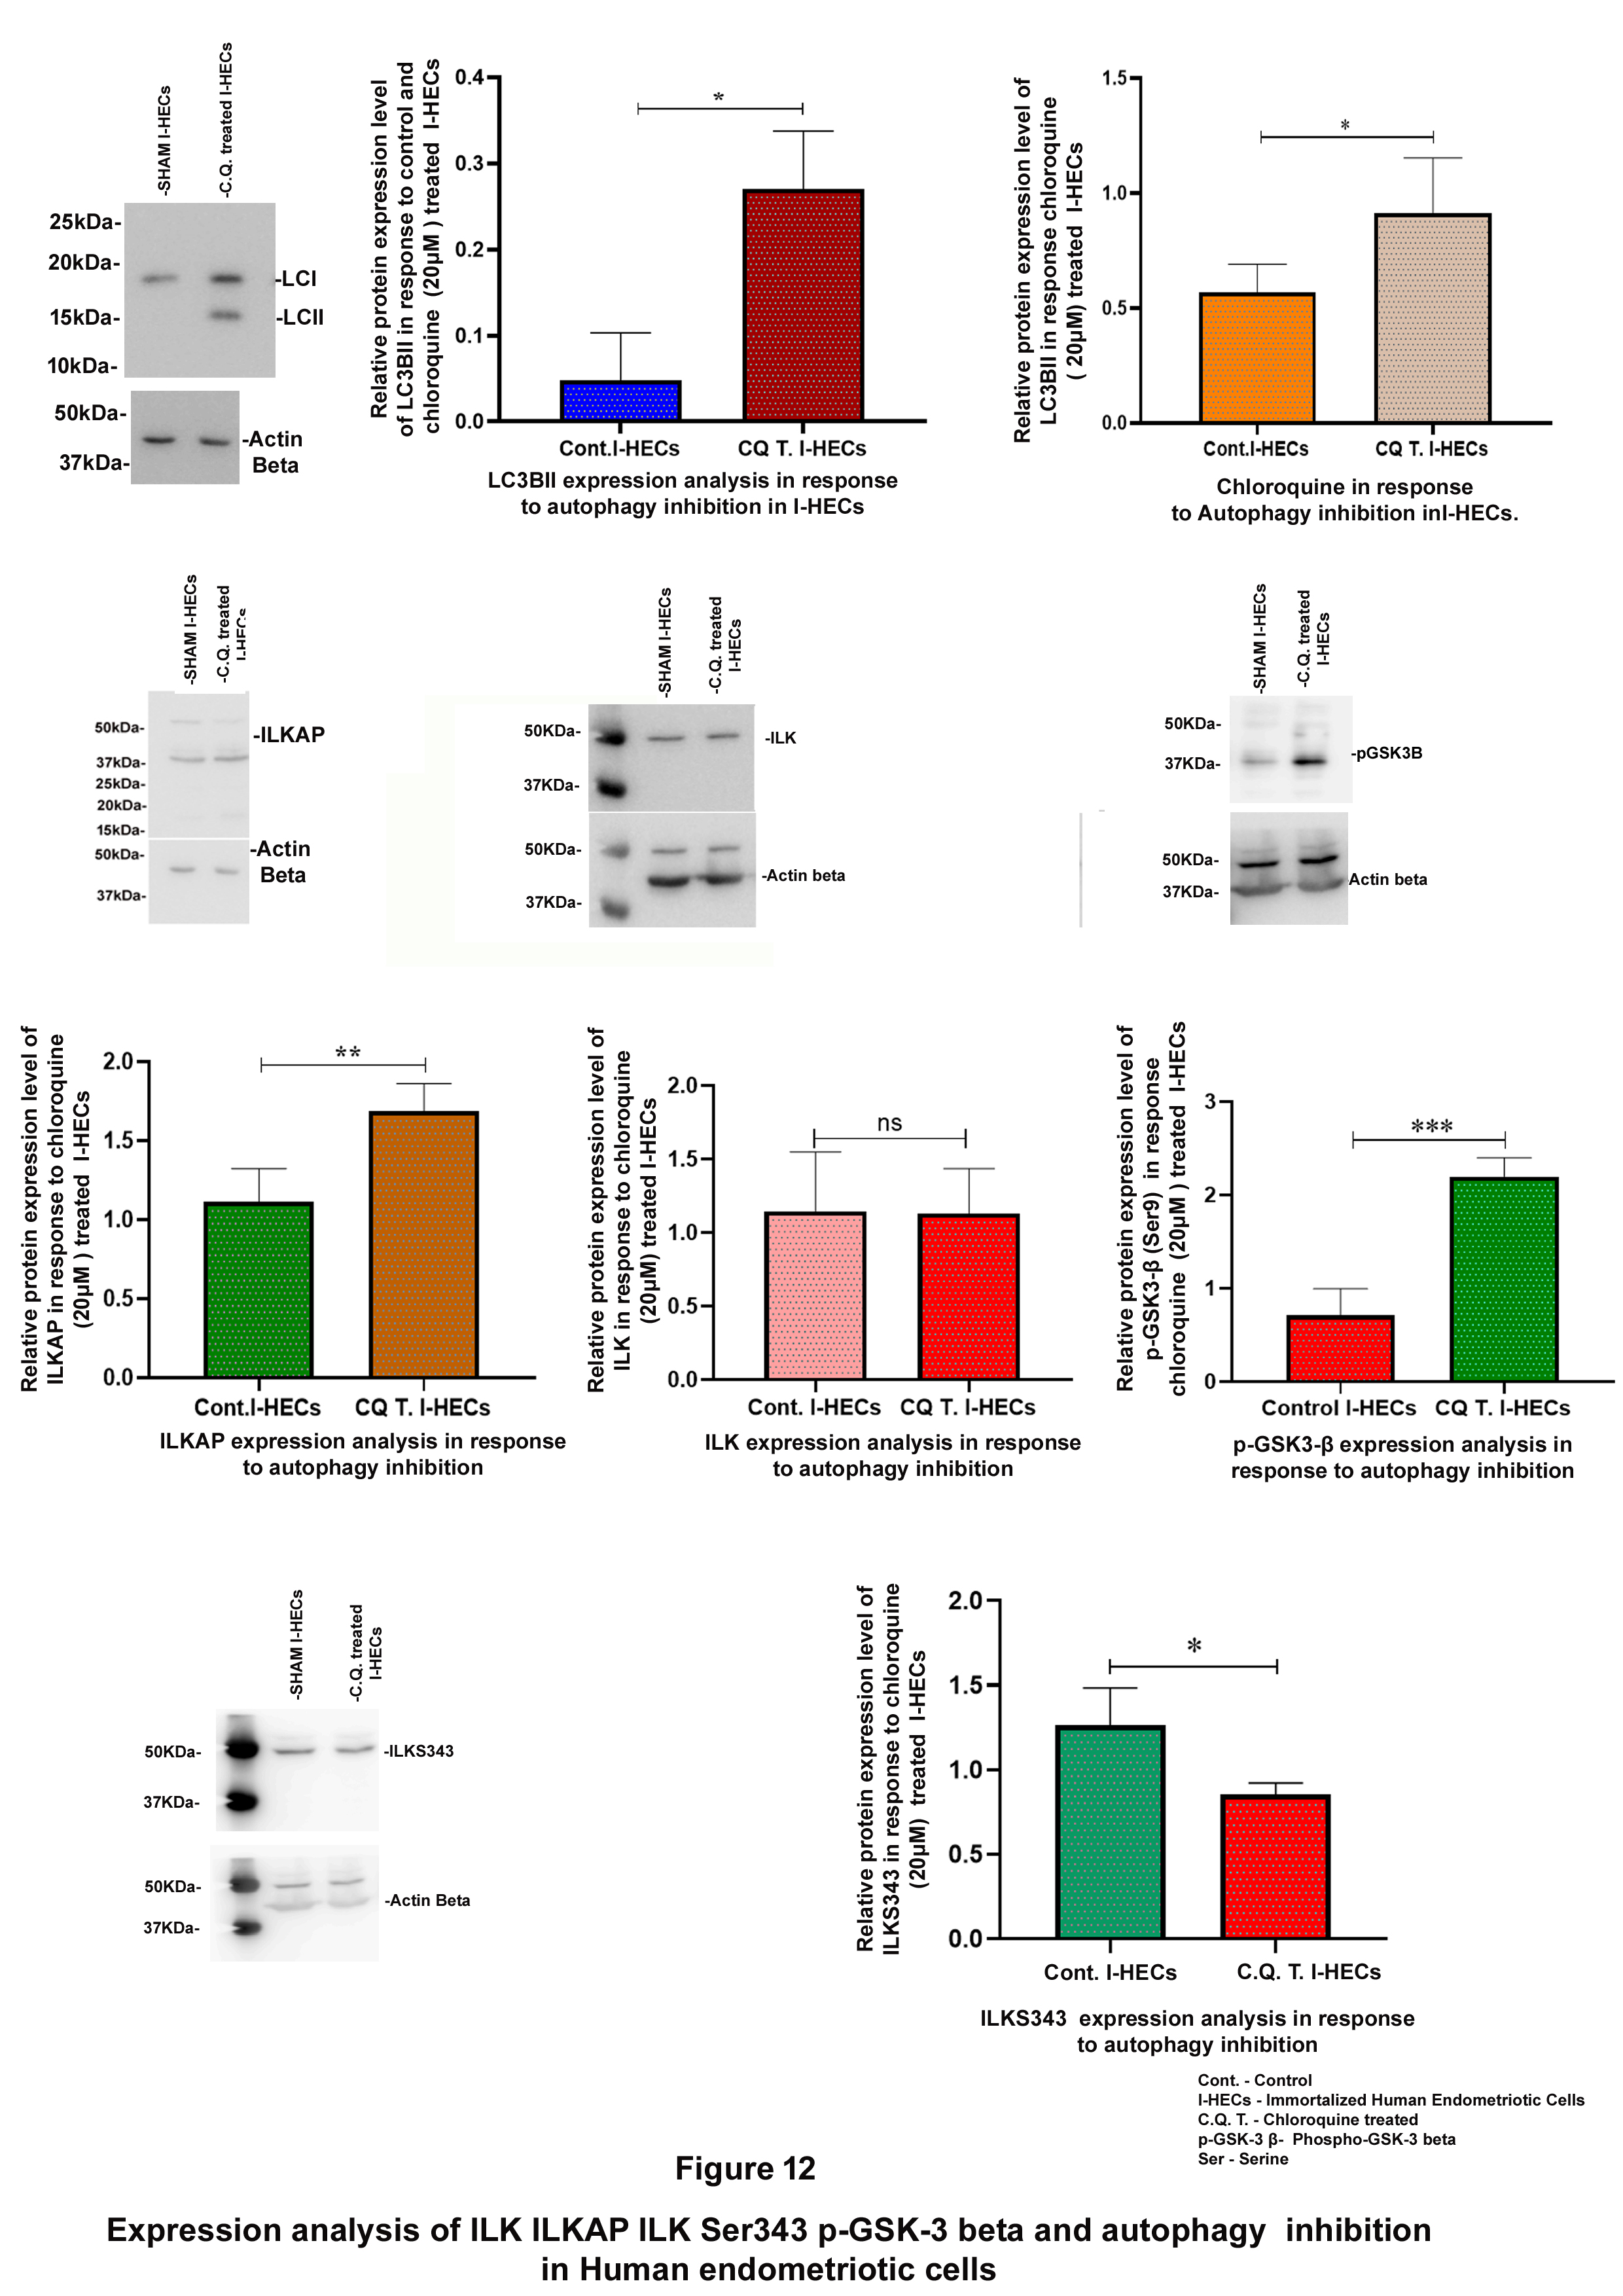 -SHAM I-HECs
-C.Q. treated I-HECs
25kDa-
20kDa-
-LCI
15kDa-
-LCII
10kDa-
50kDa-
-Actin
Beta
37kDa-
Relative protein expression level
of LC3BII in response to control and
chloroquine (20µM ) treated I-HECs
0.4
0.3
0.2
0.1
0.0
*
Cont.I-HECs
CQ T. I-HECs
LC3BII expression analysis in response
to autophagy inhibition in I-HECs
Relative protein expression level of
LC3BII in response chloroquine
( 20µM) treated I-HECs
1.5
1.0
0.5
0.0
*
Cont.I-HECs
CQ T. I-HECs
Chloroquine in response
to Autophagy inhibition inI-HECs.
-SHAM I-HECs
-C.Q. treated
I-HECs
50kDa-
-ILKAP
37kDa-
25kDa-
20kDa-
15kDa-
50kDa-
-Actin
Beta
37kDa-
-SHAM I-HECs
-C.Q. treated
I-HECs
50KDa-
-ILK
37KDa-
50KDa-
-Actin beta
37KDa-
-SHAM I-HECs
-C.Q. treated
I-HECs
50KDa-
-pGSK3B
37KDa-
50KDa-
Actin beta
37KDa-
Relative protein expression level of
ILKAP in response to chloroquine
(20µM ) treated I-HECs
2.0
1.5
1.0
0.5
0.0
**
Cont.I-HECs
CQ T. I-HECs
ILKAP expression analysis in response
to autophagy inhibition
Relative protein expression level of
ILK in response to chloroquine
(20µM) treated I-HECs
2.0
1.5
1.0
0.5
0.0
ns
Cont. I-HECs
CQ T. I-HECs
ILK expression analysis in response
to autophagy inhibition
Relative protein expression level of
p-GSK3-β (Ser9) in response
chloroquine (20µM ) treated I-HECs
3
2
1
0
***
Control I-HECs
CQ T. I-HECs
p-GSK3-β expression analysis in
response to autophagy inhibition
-SHAM I-HECs
-C.Q. treated
I-HECs
50KDa-
-ILKS343
37KDa-
50KDa-
-Actin Beta
37KDa-
Relative protein expression level of
ILKS343 in response to chloroquine
(20µM) treated I-HECs
2.0
1.5
1.0
0.5
0.0
*
Cont. I-HECs
C.Q. T. I-HECs
ILKS343 expression analysis in response
to autophagy inhibition
Cont. - Control
I-HECs - Immortalized Human Endometriotic Cells
C.Q. T. - Chloroquine treated
p-GSK-3 β- Phospho-GSK-3 beta
Ser - Serine
Figure 12
Expression analysis of ILK ILKAP ILK Ser343 p-GSK-3 beta and autophagy inhibition
in Human endometriotic cells